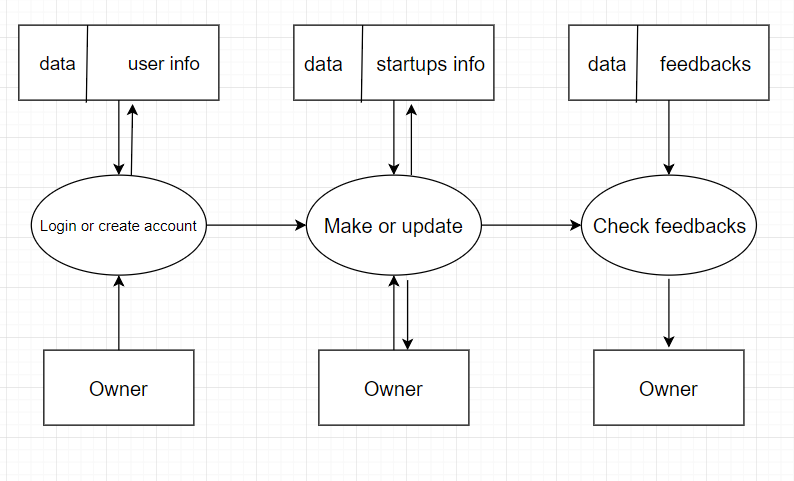 data user info
data startups info
data feedbacks
Login or create account
Make or update
Check feedbacks
Owner
Owner
Owner